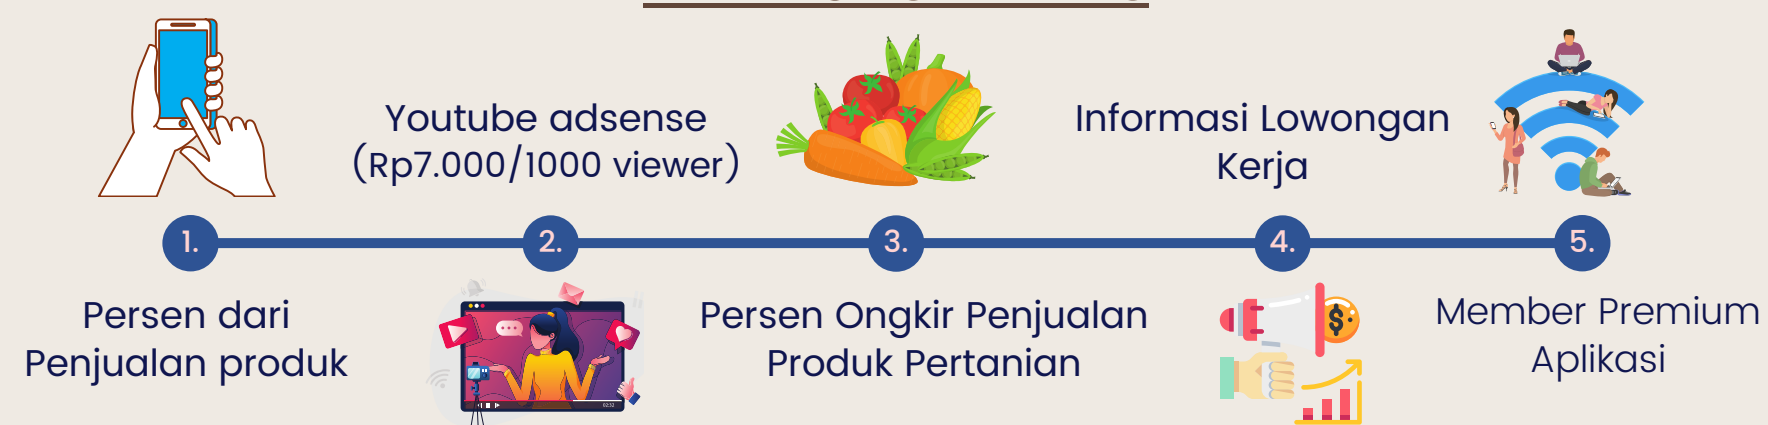 1.
Persen dari
Penjualan produk
Youtube adsense
(Rp7.000/1000 viewer)
2.
3.
Persen Ongkir Penjualan
Produk Pertanian
Informasi Lowongan
Kerja
4.
5.
Member Premium
Aplikasi